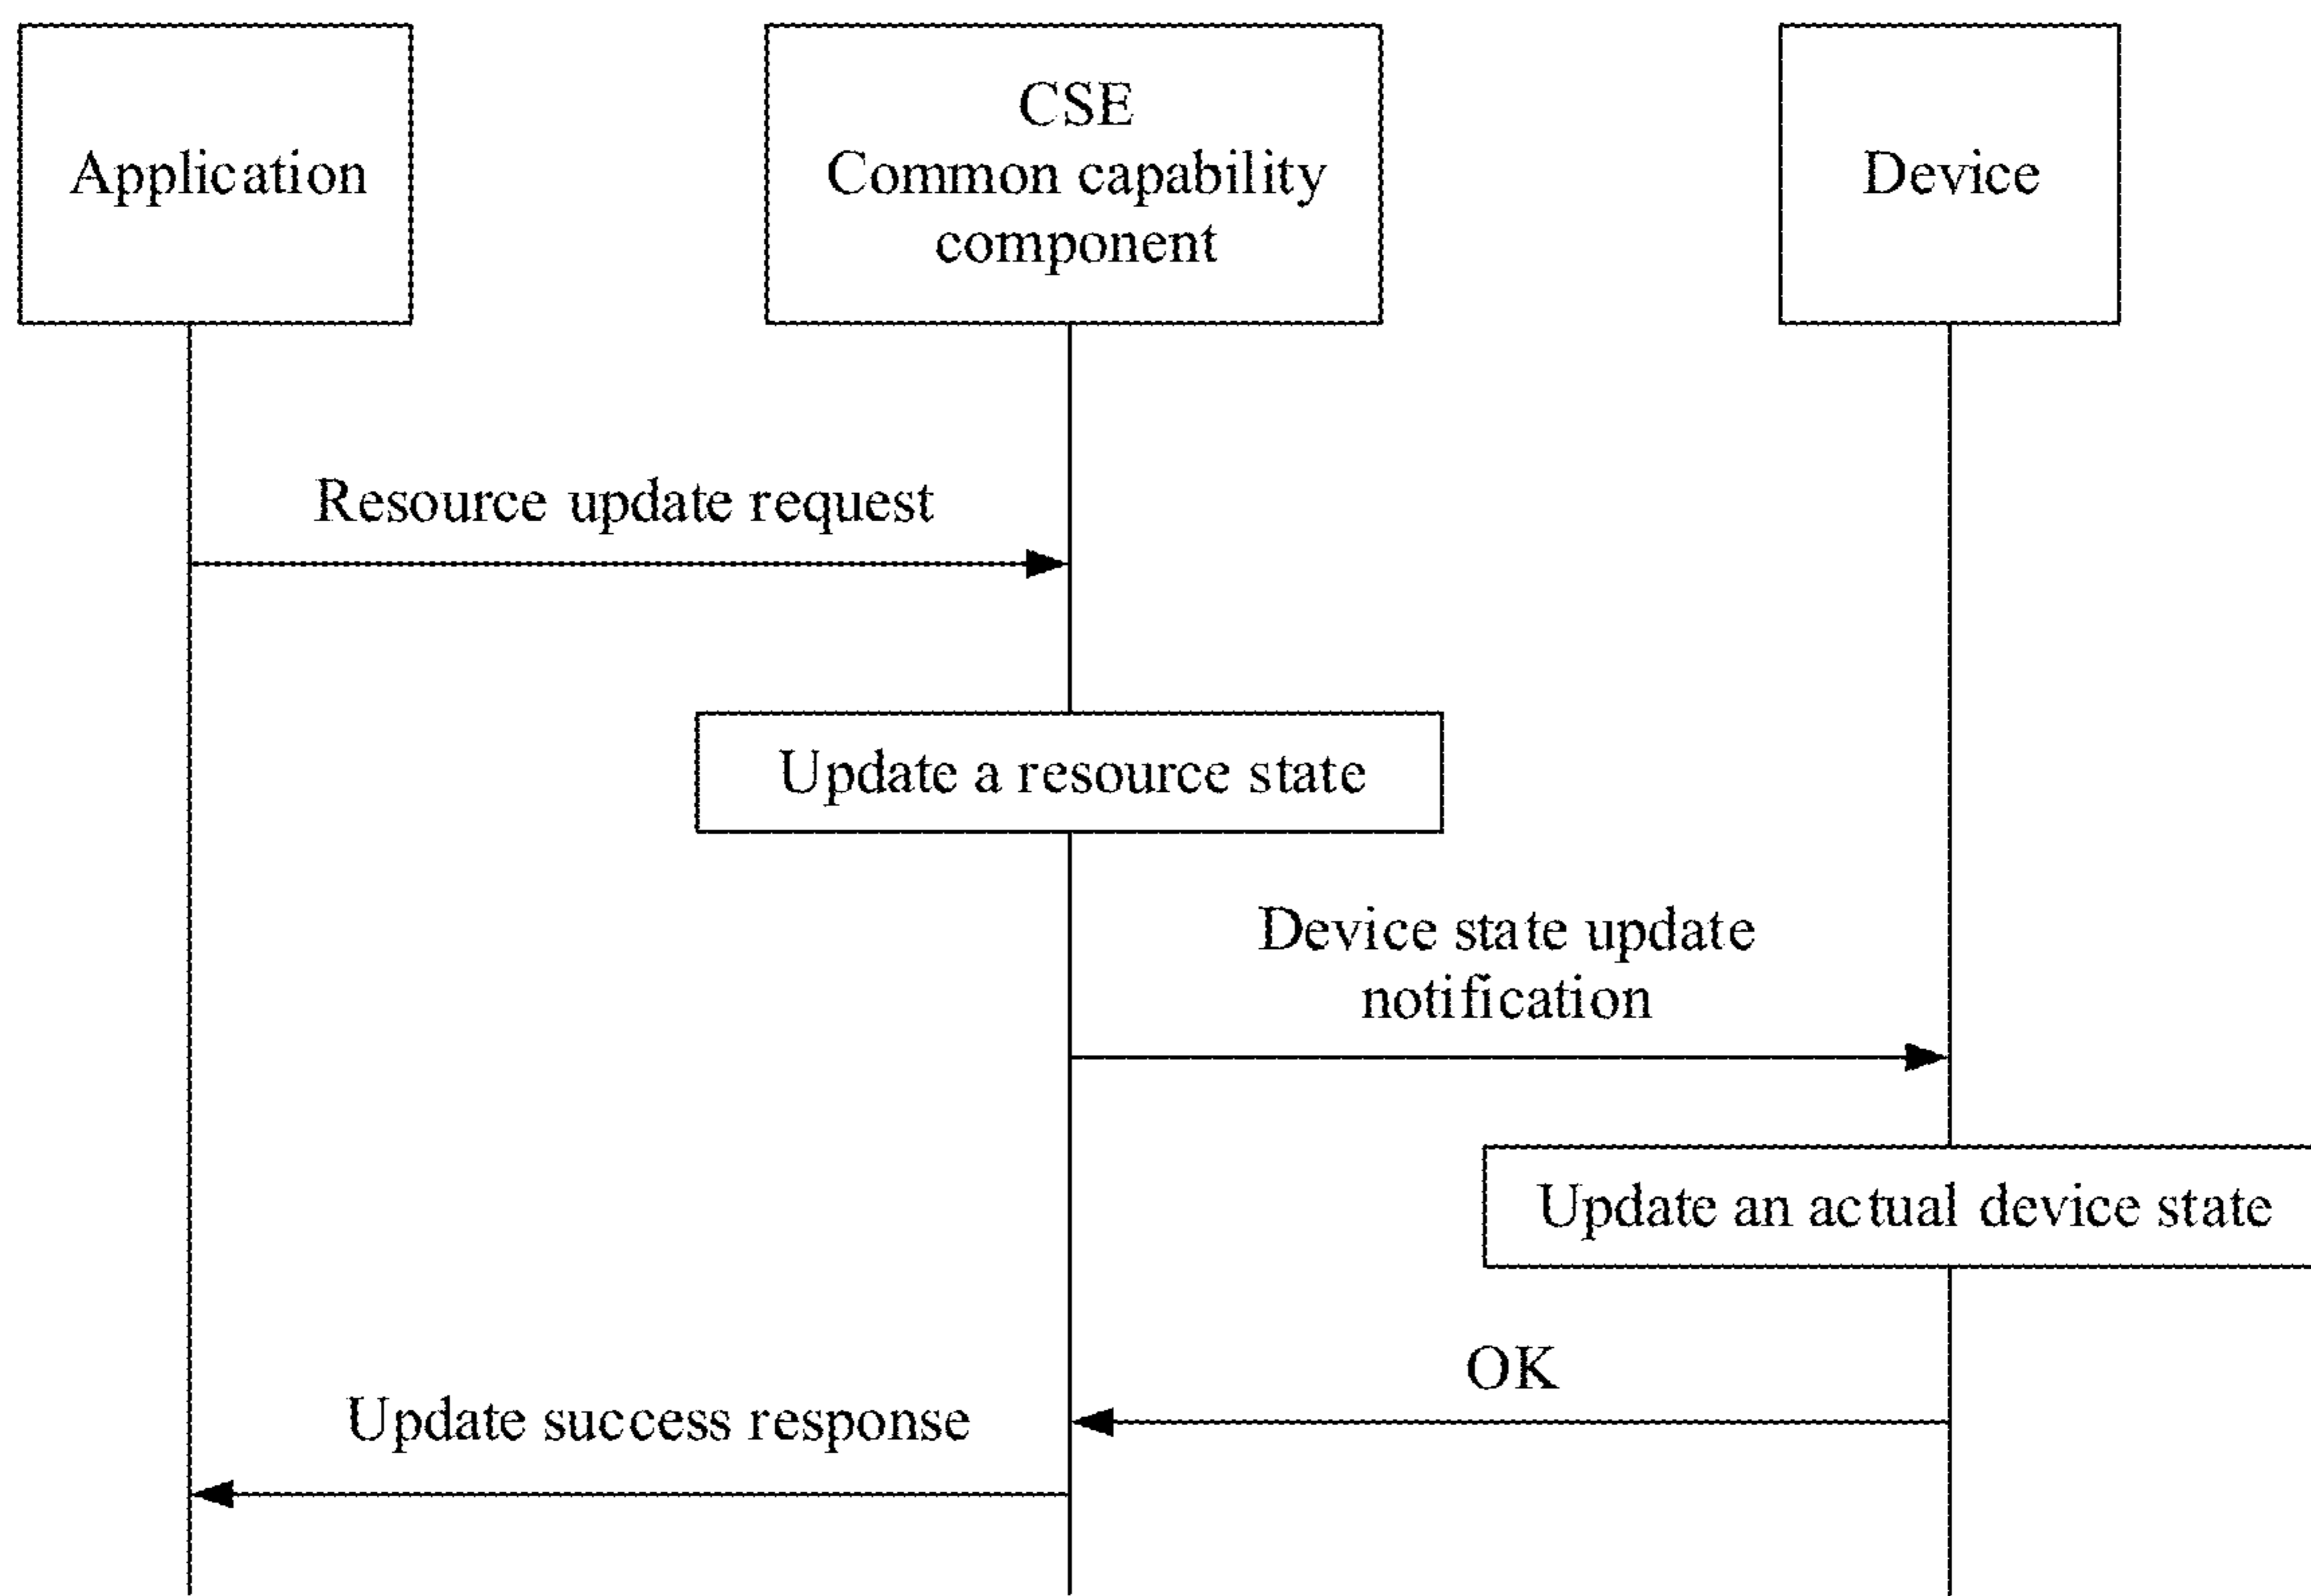 Application
CSE
Common capability
component
Device
Resource update request
Update a resource state
Device state update
notification
Update an actual device state
OK
Update success response